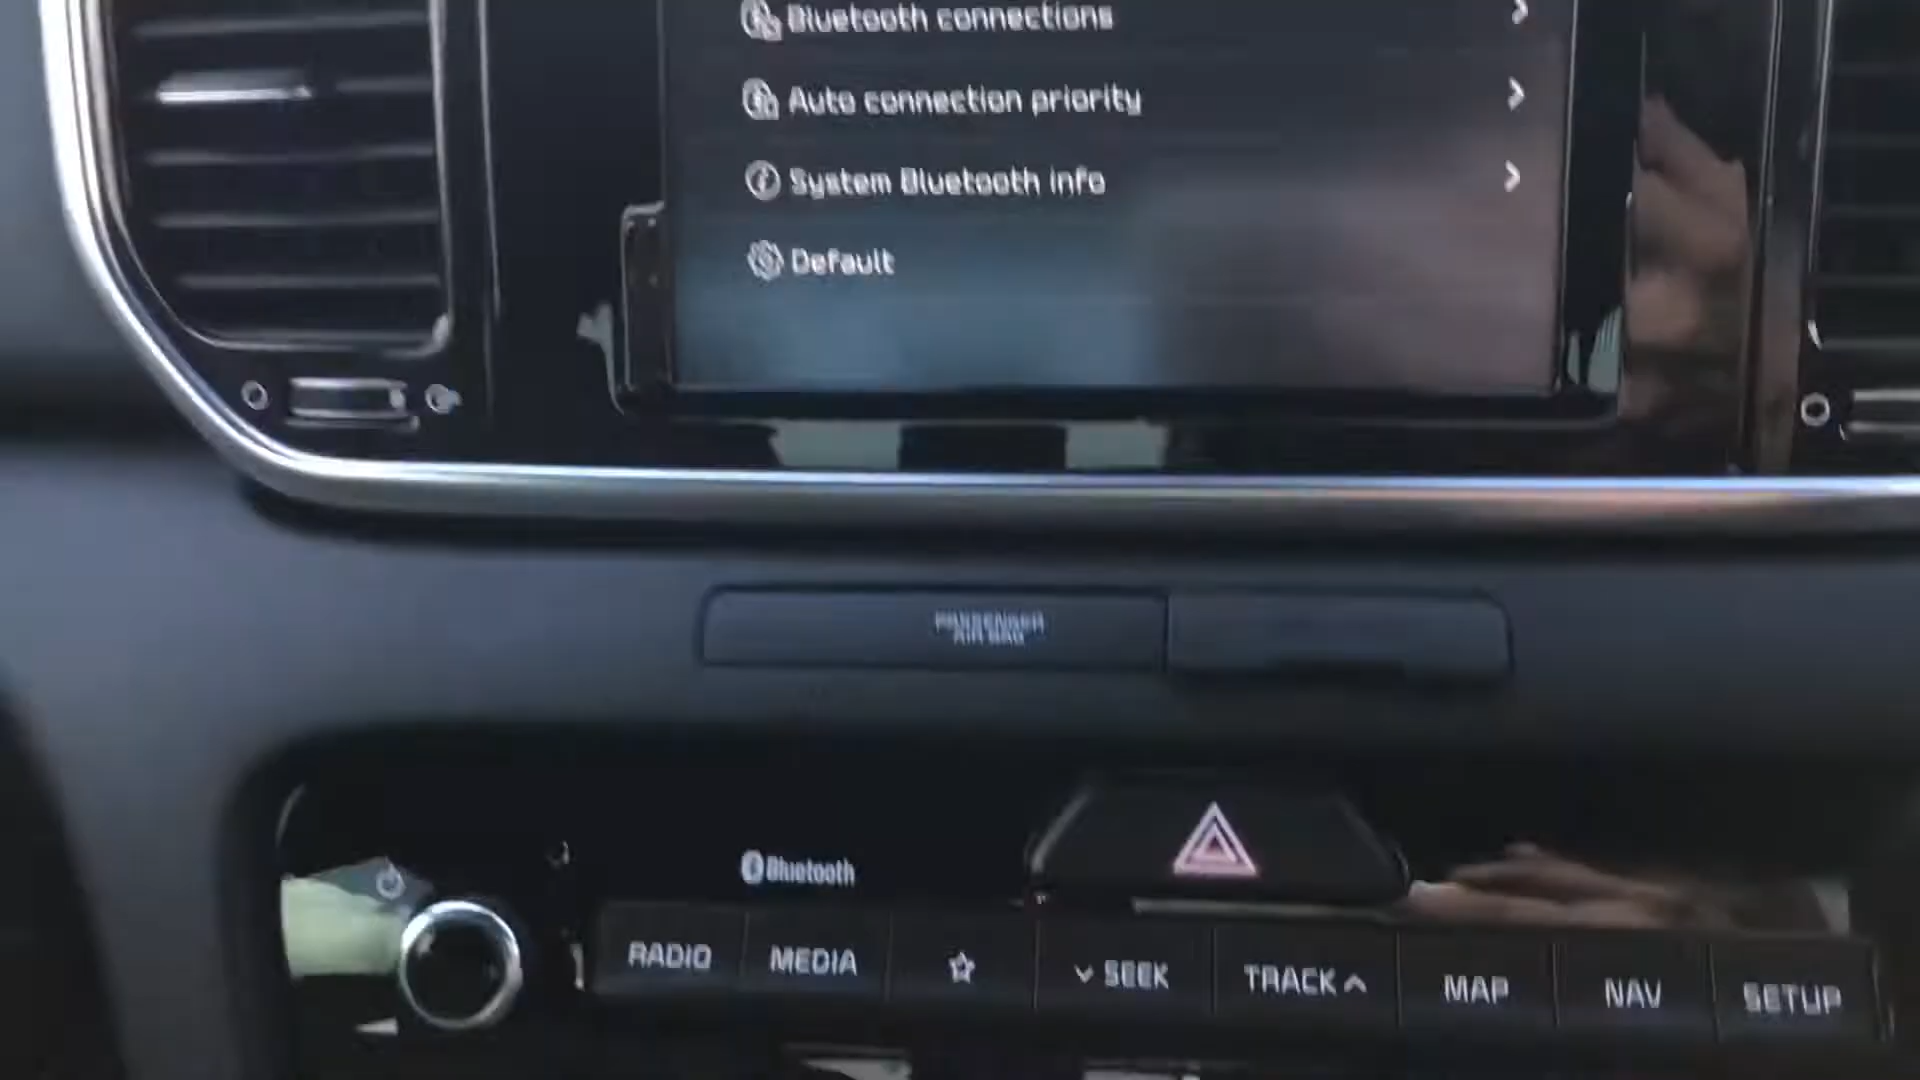 Bluetooth connections
Auto connection priority
System Bluetooth info
Default
PASSENGER
AIR BAG
Bluetooth
RADIO
MEDIA
SEEK
TRACK
MAP
NAV
SETUP